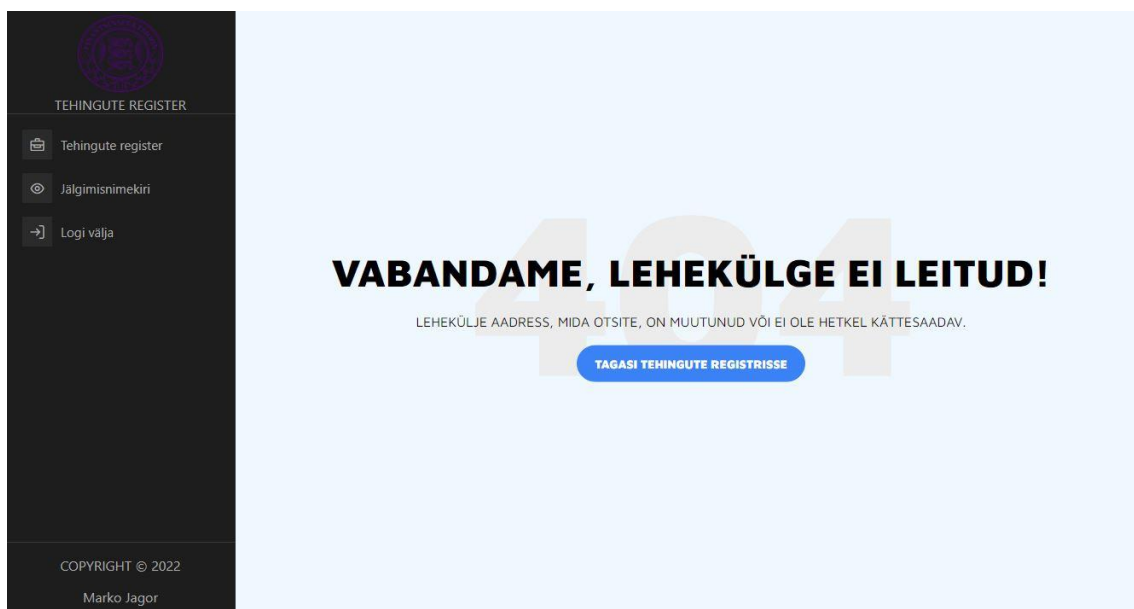 TEHINGUTE REGISTER
Tehingute register
Jälgimisnimekiri
Logi välja
COPYRIGHT © 2022
Marko Jagor
404
VABANDAME, LEHEKÜLGE EI LEITUD!
LEHEKÜLJE AADRESS, MIDA OTSITE, ON MUUTUNUD VÕI EI OLE HETKEL KÄTTESAADAV.
TAGASI TEHINGUTE REGISTRISSE